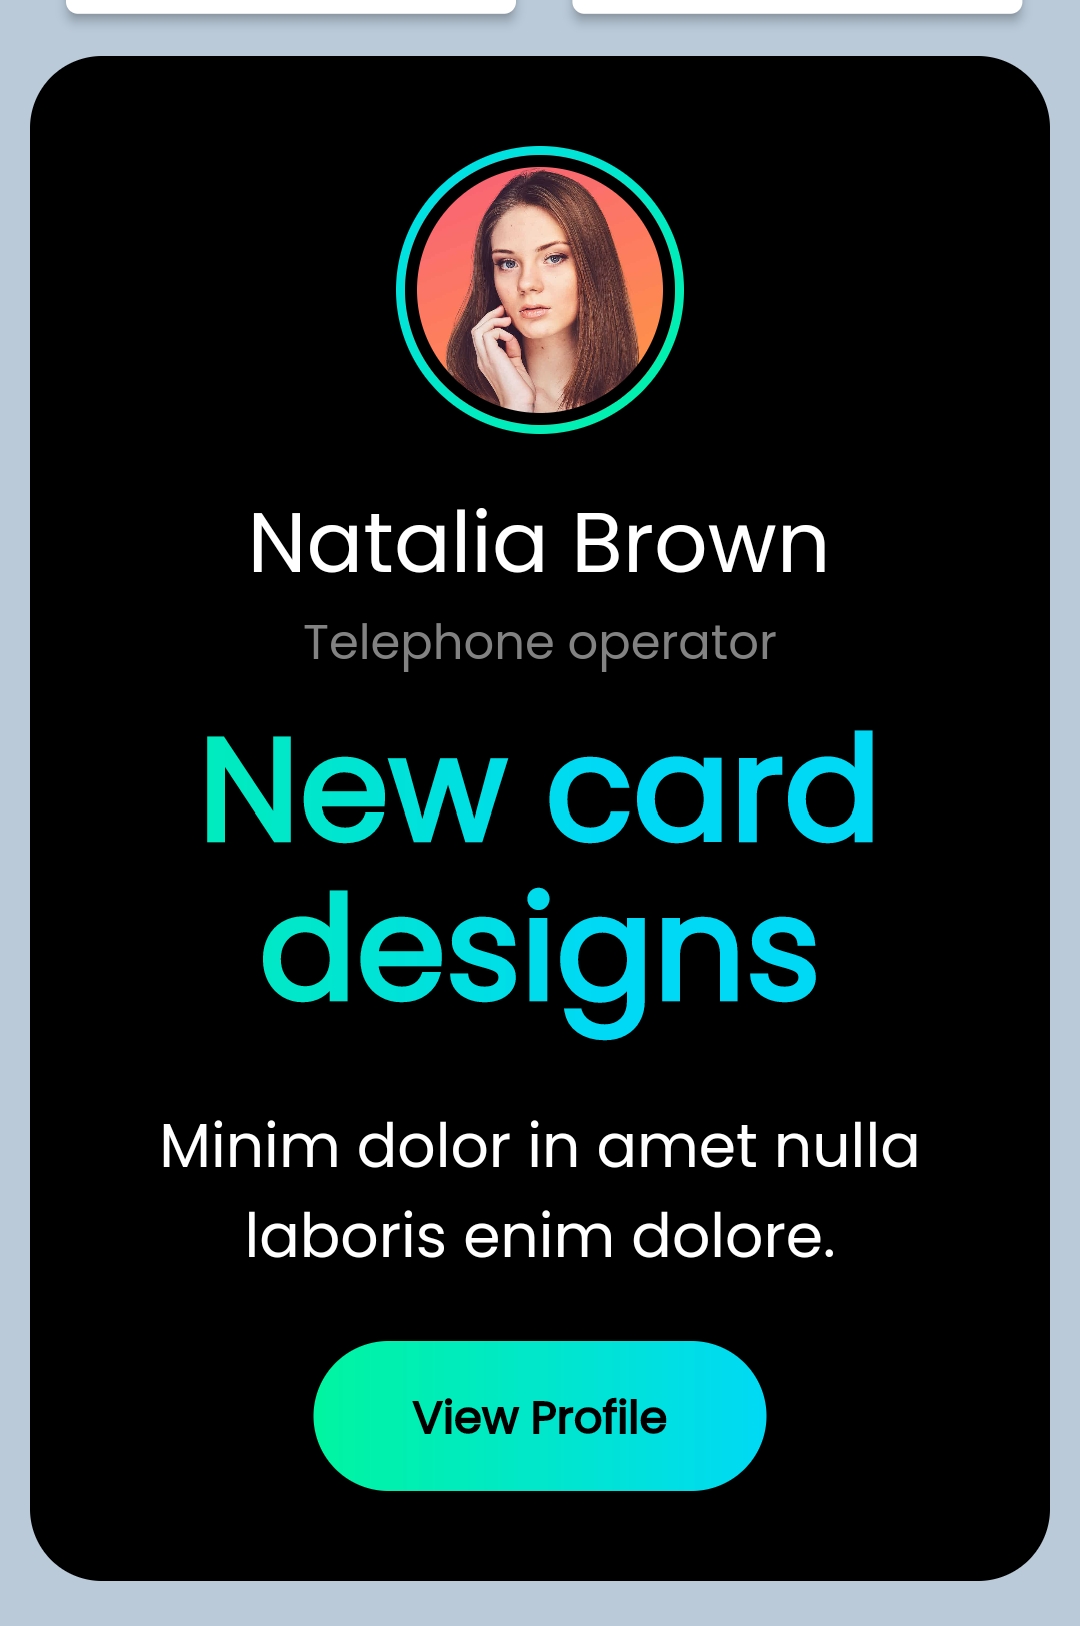 Natalia Brown
Telephone operator
New card
designs
Minim dolor in amet nulla
laboris enim dolore.
View Profile